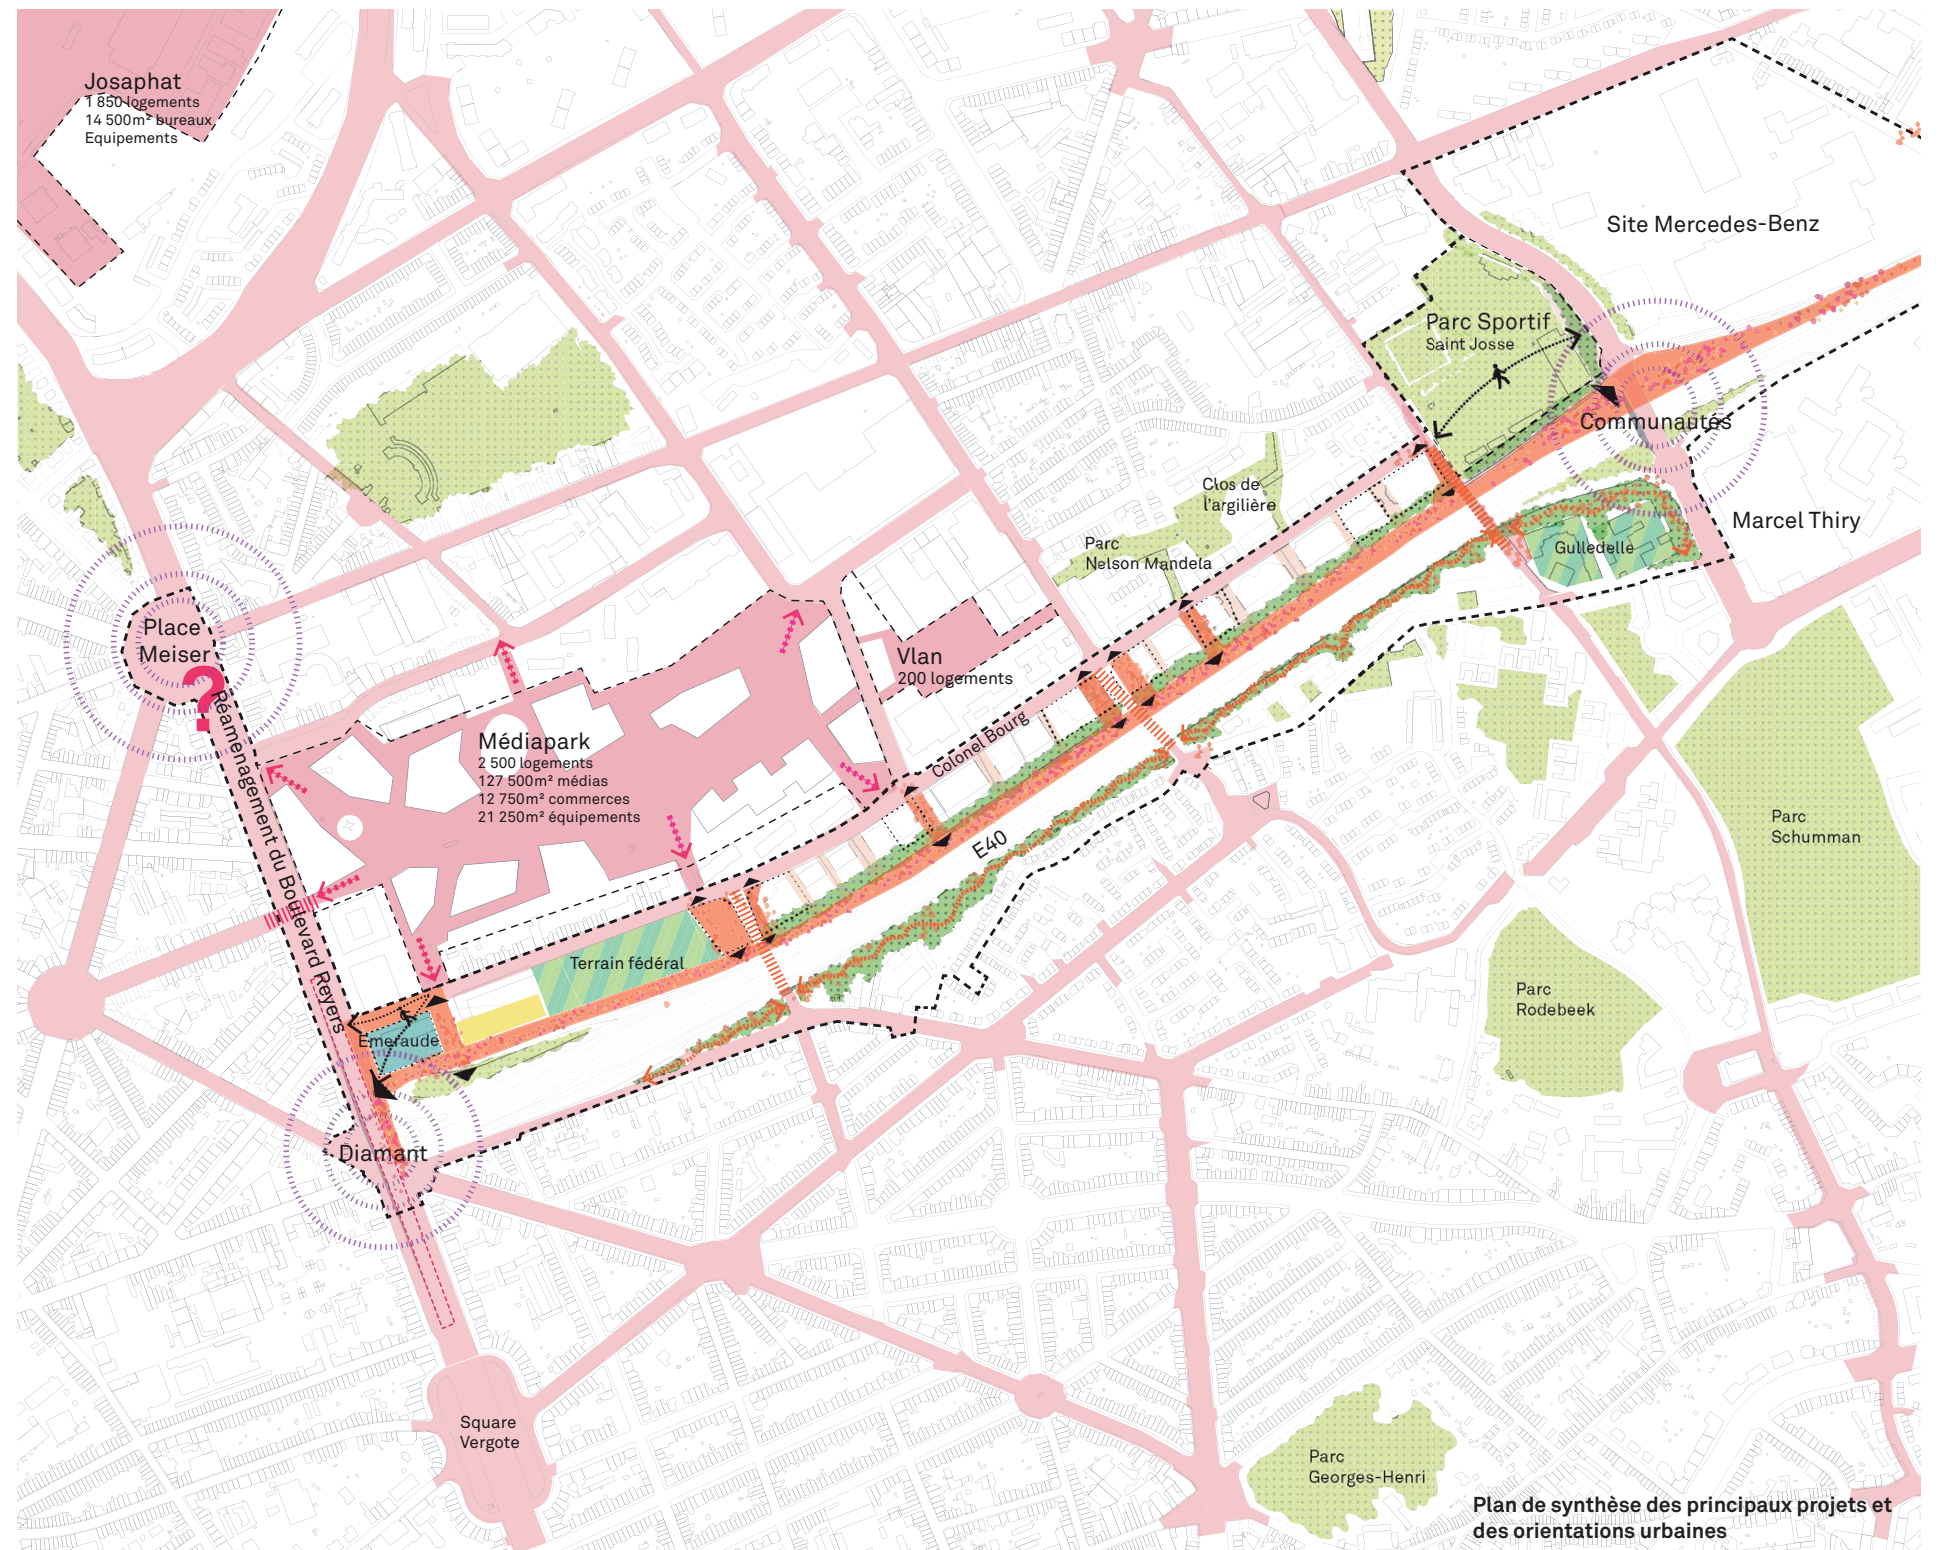 Josaphat
1 850 logements
14 500m² bureaux
Equipements
Site Mercedes-Benz
Parc Sportif
Saint Josse
Communautés
Clos de
l'argilière
Marcel Thiry
Parc
Nelson Mandela
Gulledelle
Place
Meiser
?
Vlan
200 logements
Réaménagement du Boulevard Reyers
Médiapark
2 500 logements
127 500m² médias
12 750m² commerces
21 250m² équipements
Colonel Bourg
E40
Parc
Schumman
Terrain fédéral
Parc
Rodebeek
Emeraude
Diamant
Square
Vergote
Parc
Georges-Henri
Plan de synthèse des principaux projets et
des orientations urbaines